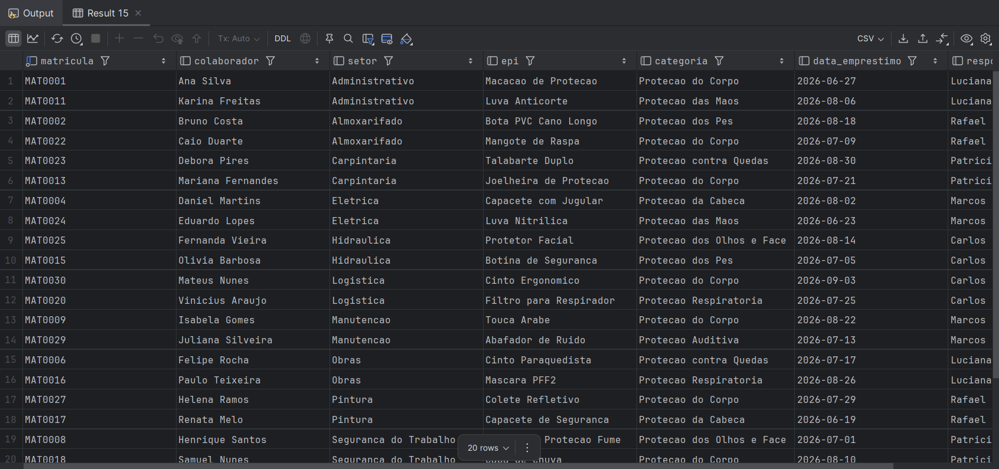 Output Result 15
Tx: Auto DDL CSV
matricula colaborador setor epi categoria data_emprestimo respo
1 MAT0001 Ana Silva Administrativo Macacao de Protecao Protecao do Corpo 2026-06-27 Luciana
2 MAT0011 Karina Freitas Administrativo Luva Anticorte Protecao das Maos 2026-08-06 Luciana
3 MAT0002 Bruno Costa Almoxarifado Bota PVC Cano Longo Protecao dos Pes 2026-08-18 Rafael
4 MAT0022 Caio Duarte Almoxarifado Mangote de Raspa Protecao do Corpo 2026-07-09 Rafael
5 MAT0023 Debora Pires Carpintaria Talabarte Duplo Protecao contra Quedas 2026-08-30 Patrici
6 MAT0013 Mariana Fernandes Carpintaria Joelheira de Protecao Protecao do Corpo 2026-07-21 Patrici
7 MAT0004 Daniel Martins Eletrica Capacete com Jugular Protecao da Cabeca 2026-08-02 Marcos
8 MAT0024 Eduardo Lopes Eletrica Luva Nitrilica Protecao das Maos 2026-06-23 Marcos
9 MAT0025 Fernanda Vieira Hidraulica Protetor Facial Protecao dos Olhos e Face 2026-08-14 Carlos
10 MAT0015 Olivia Barbosa Hidraulica Botina de Seguranca Protecao dos Pes 2026-07-05 Carlos
11 MAT0030 Mateus Nunes Logistica Cinto Ergonomico Protecao do Corpo 2026-09-03 Carlos
12 MAT0020 Vinicius Araujo Logistica Filtro para Respirador Protecao Respiratoria 2026-07-25 Carlos
13 MAT0009 Isabela Gomes Manutencao Touca Arabe Protecao do Corpo 2026-08-22 Marcos
14 MAT0029 Juliana Silveira Manutencao Abafador de Ruido Protecao Auditiva 2026-07-13 Marcos
15 MAT0006 Felipe Rocha Obras Cinto Paraquedista Protecao contra Quedas 2026-07-17 Luciana
16 MAT0016 Paulo Teixeira Obras Mascara PFF2 Protecao Respiratoria 2026-08-26 Luciana
17 MAT0027 Helena Ramos Pintura Colete Refletivo Protecao do Corpo 2026-07-29 Rafael
18 MAT0017 Renata Melo Pintura Capacete de Seguranca Protecao da Cabeca 2026-06-19 Rafael
19 MAT0008 Henrique Santos Seguranca do Trabalho Protecao Fume Protecao dos Olhos e Face 2026-07-01 Patrici
20 rows
20 MAT0018 Samuel Nunes Seguranca do Trabalho Protecao do Corpo 2026-08-10 Patrici